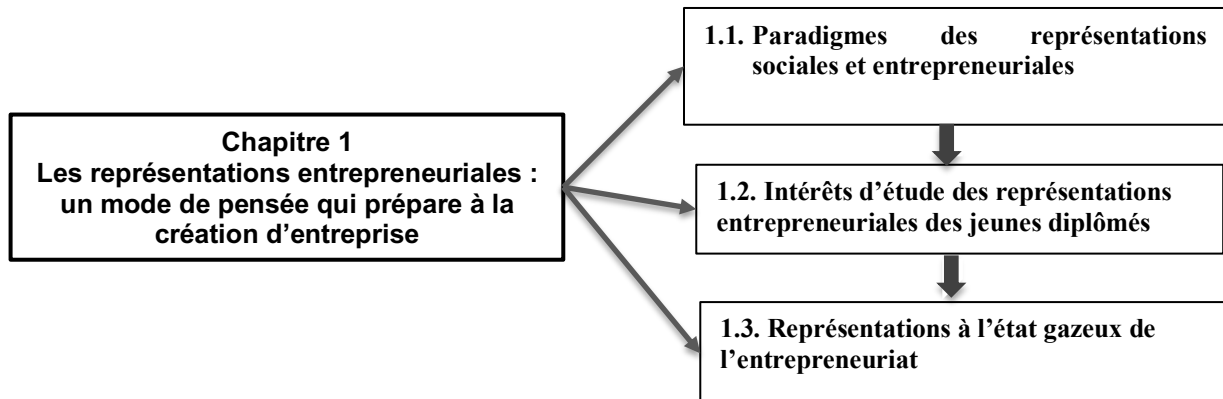 Chapitre 1
Les représentations entrepreneuriales :
un mode de pensée qui prépare à la
création d’entreprise
1.1. Paradigmes des représentations
sociales et entrepreneuriales
1.2. Intérêts d’étude des représentations
entrepreneuriales des jeunes diplômés
1.3. Représentations à l’état gazeux de
l’entrepreneuriat